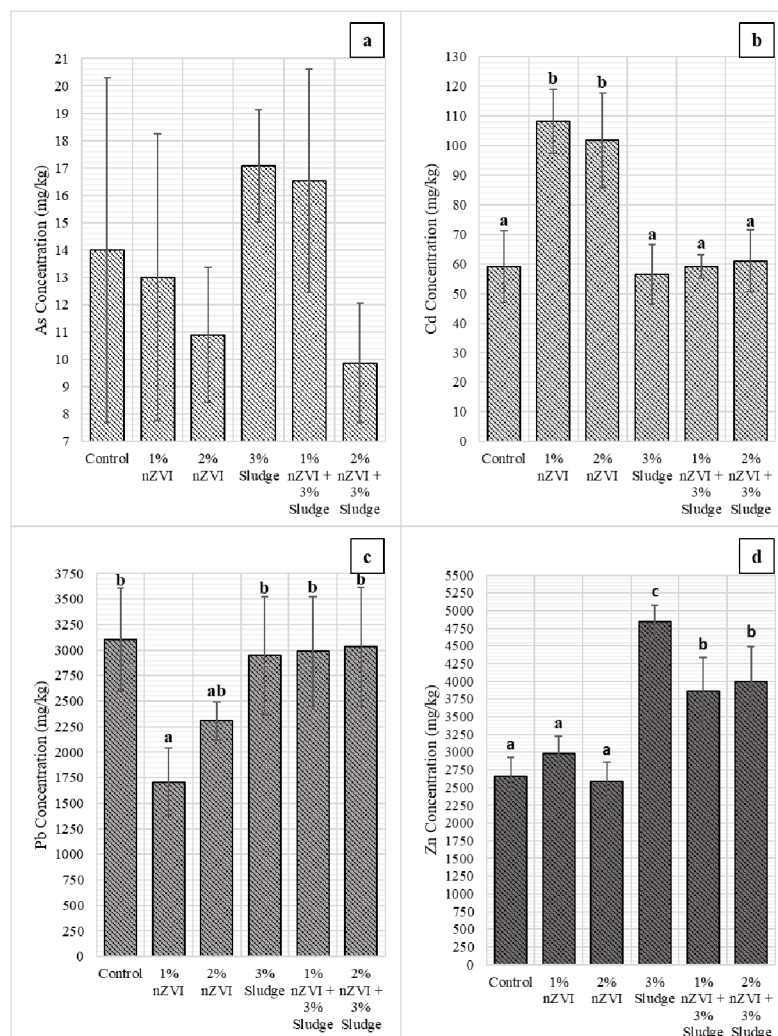 a
As Concentration (mg/kg)
21
20
19
18
17
16
15
14
13
12
11
10
9
8
7
Control
1%
nZVI
2%
nZVI
3%
Sludge
1%
nZVI +
3%
Sludge
2%
nZVI +
3% Sludge
b
Cd Concentration (mg/kg)
130
120
110
100
90
80
70
60
50
40
30
20
10
0
a
b
b
a
a
a
Control
1%
nZVI
2%
nZVI
3%
Sludge
1%
nZVI +
3%
Sludge
2%
nZVI +
3% Sludge
c
Pb Concentration (mg/kg)
3750
3500
3250
3000
2750
2500
2250
2000
1750
1500
1250
1000
750
500
250
0
b
a
ab
b
b
b
Control
1%
nZVI
2%
nZVI
3%
Sludge
1%
nZVI +
3%
Sludge
2%
nZVI +
3% Sludge
d
Zn Concentration (mg/kg)
5500
5250
5000
4750
4500
4250
4000
3750
3500
3250
3000
2750
2500
2250
2000
1750
1500
1250
1000
750
500
250
0
a
a
a
c
b
b
Control
1%
nZVI
2%
nZVI
3%
Sludge
1%
nZVI +
3%
Sludge
2%
nZVI +
3% Sludge